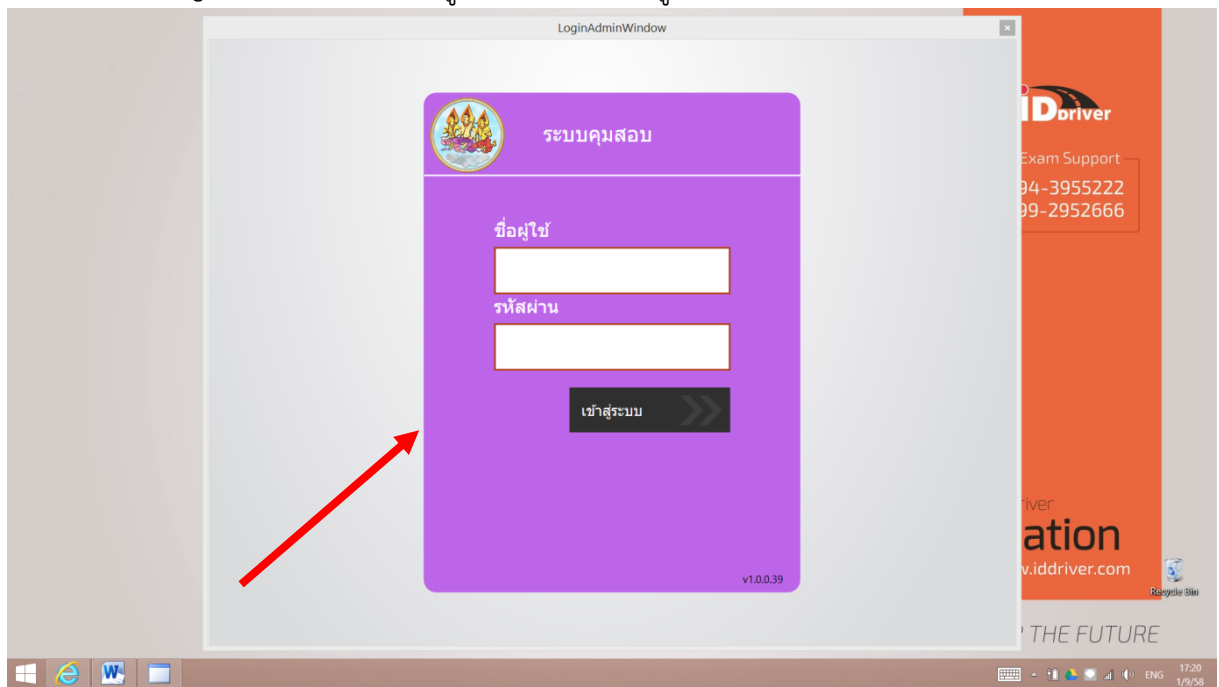 LoginAdminWindow
ระบบคุมสอบ
ชื่อผู้ใช้
รหัสผ่าน
เข้าสู่ระบบ
v1.0.0.39
iDDriver
Exam Support
94-3955222
99-2952666
river
ation
v.iddriver.com
Recycle Bin
THE FUTURE
ENG
17:20
1/9/58